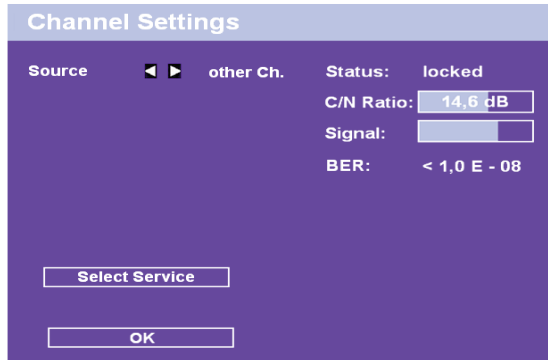 Channel Settings
Source ◀ ▶ other Ch.
Status: locked
C/N Ratio: 14,6 dB
Signal:
BER: < 1,0 E - 08
Select Service
OK